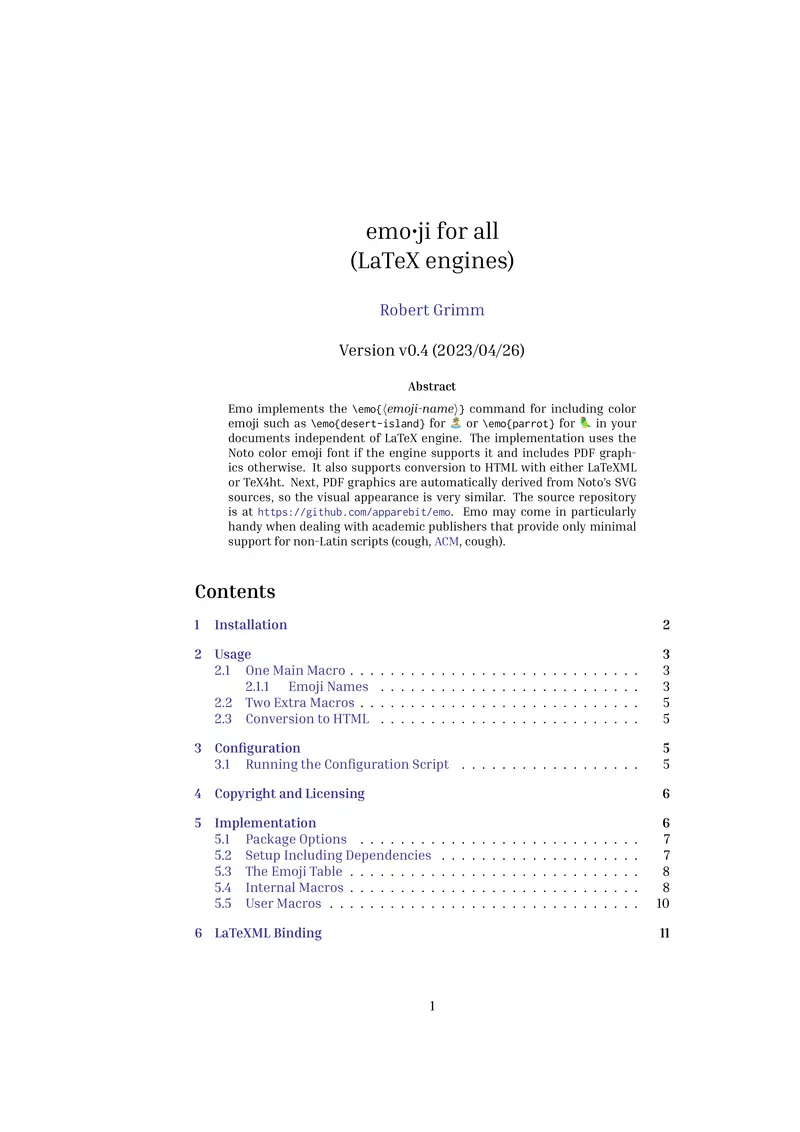 emo·ji for all
(LaTeX engines)
Robert Grimm
Version v0.4 (2023/04/26)
Abstract
Emo implements the \emo{⟨emoji-name⟩} command for including color
emoji such as \emo{desert-island} for 🏝️ or \emo{parrot} for 🦜 in your
documents independent of LaTeX engine. The implementation uses the
Noto color emoji font if the engine supports it and includes PDF graph-
ics otherwise. It also supports conversion to HTML with either LaTeXML
or TeX4ht. Next, PDF graphics are automatically derived from Noto's SVG
sources, so the visual appearance is very similar. The source repository
is at https://github.com/apparebit/emo. Emo may come in particularly
handy when dealing with academic publishers that provide only minimal
support for non-Latin scripts (cough, ACM, cough).
Contents
1 Installation 2
2 Usage 3
2.1 One Main Macro . . . . . . . . . . . . . . . . . . . . . . . . . . . . . 3
2.1.1 Emoji Names . . . . . . . . . . . . . . . . . . . . . . . . . . 3
2.2 Two Extra Macros . . . . . . . . . . . . . . . . . . . . . . . . . . . . 5
2.3 Conversion to HTML . . . . . . . . . . . . . . . . . . . . . . . . . . 5
3 Configuration 5
3.1 Running the Configuration Script . . . . . . . . . . . . . . . . . . 5
4 Copyright and Licensing 6
5 Implementation 6
5.1 Package Options . . . . . . . . . . . . . . . . . . . . . . . . . . . . 7
5.2 Setup Including Dependencies . . . . . . . . . . . . . . . . . . . . 7
5.3 The Emoji Table . . . . . . . . . . . . . . . . . . . . . . . . . . . . . 8
5.4 Internal Macros . . . . . . . . . . . . . . . . . . . . . . . . . . . . . 8
5.5 User Macros . . . . . . . . . . . . . . . . . . . . . . . . . . . . . . . 10
6 LaTeXML Binding 11
1